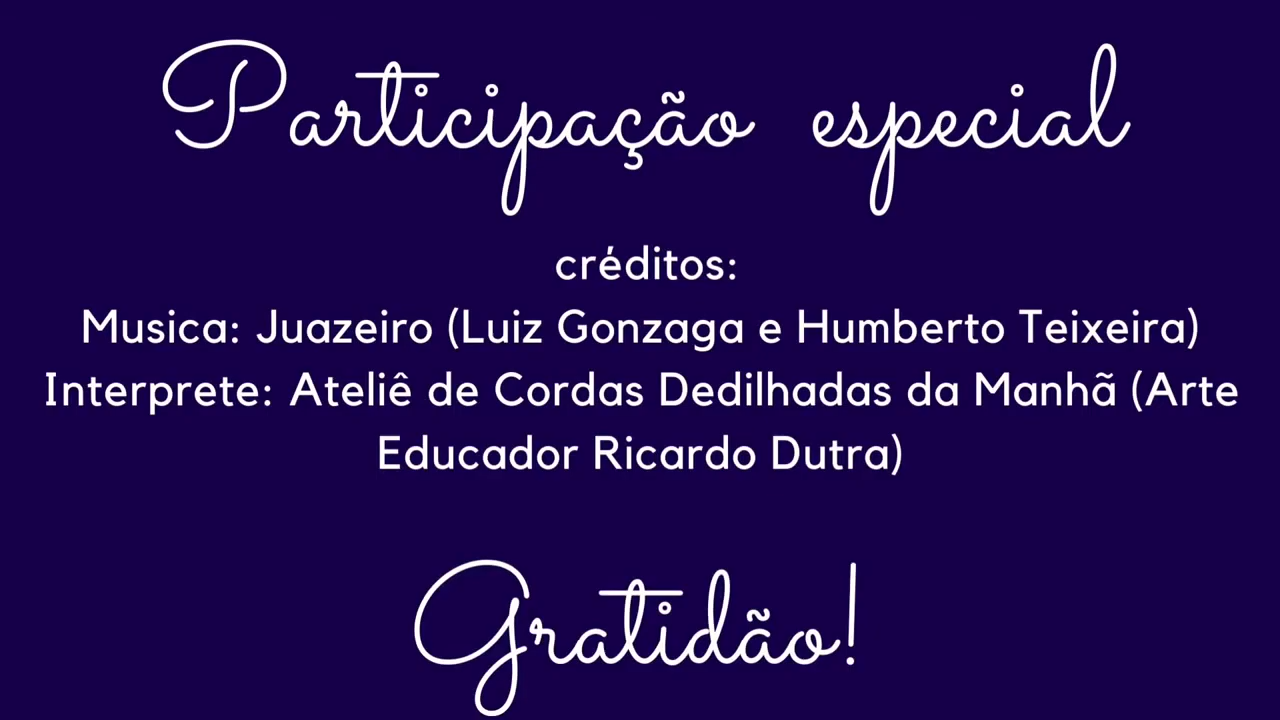 Participação especial
créditos:
Musica: Juazeiro (Luiz Gonzaga e Humberto Teixeira)
Interprete: Ateliê de Cordas Dedilhadas da Manhã (Arte
Educador Ricardo Dutra)
Gratidão!